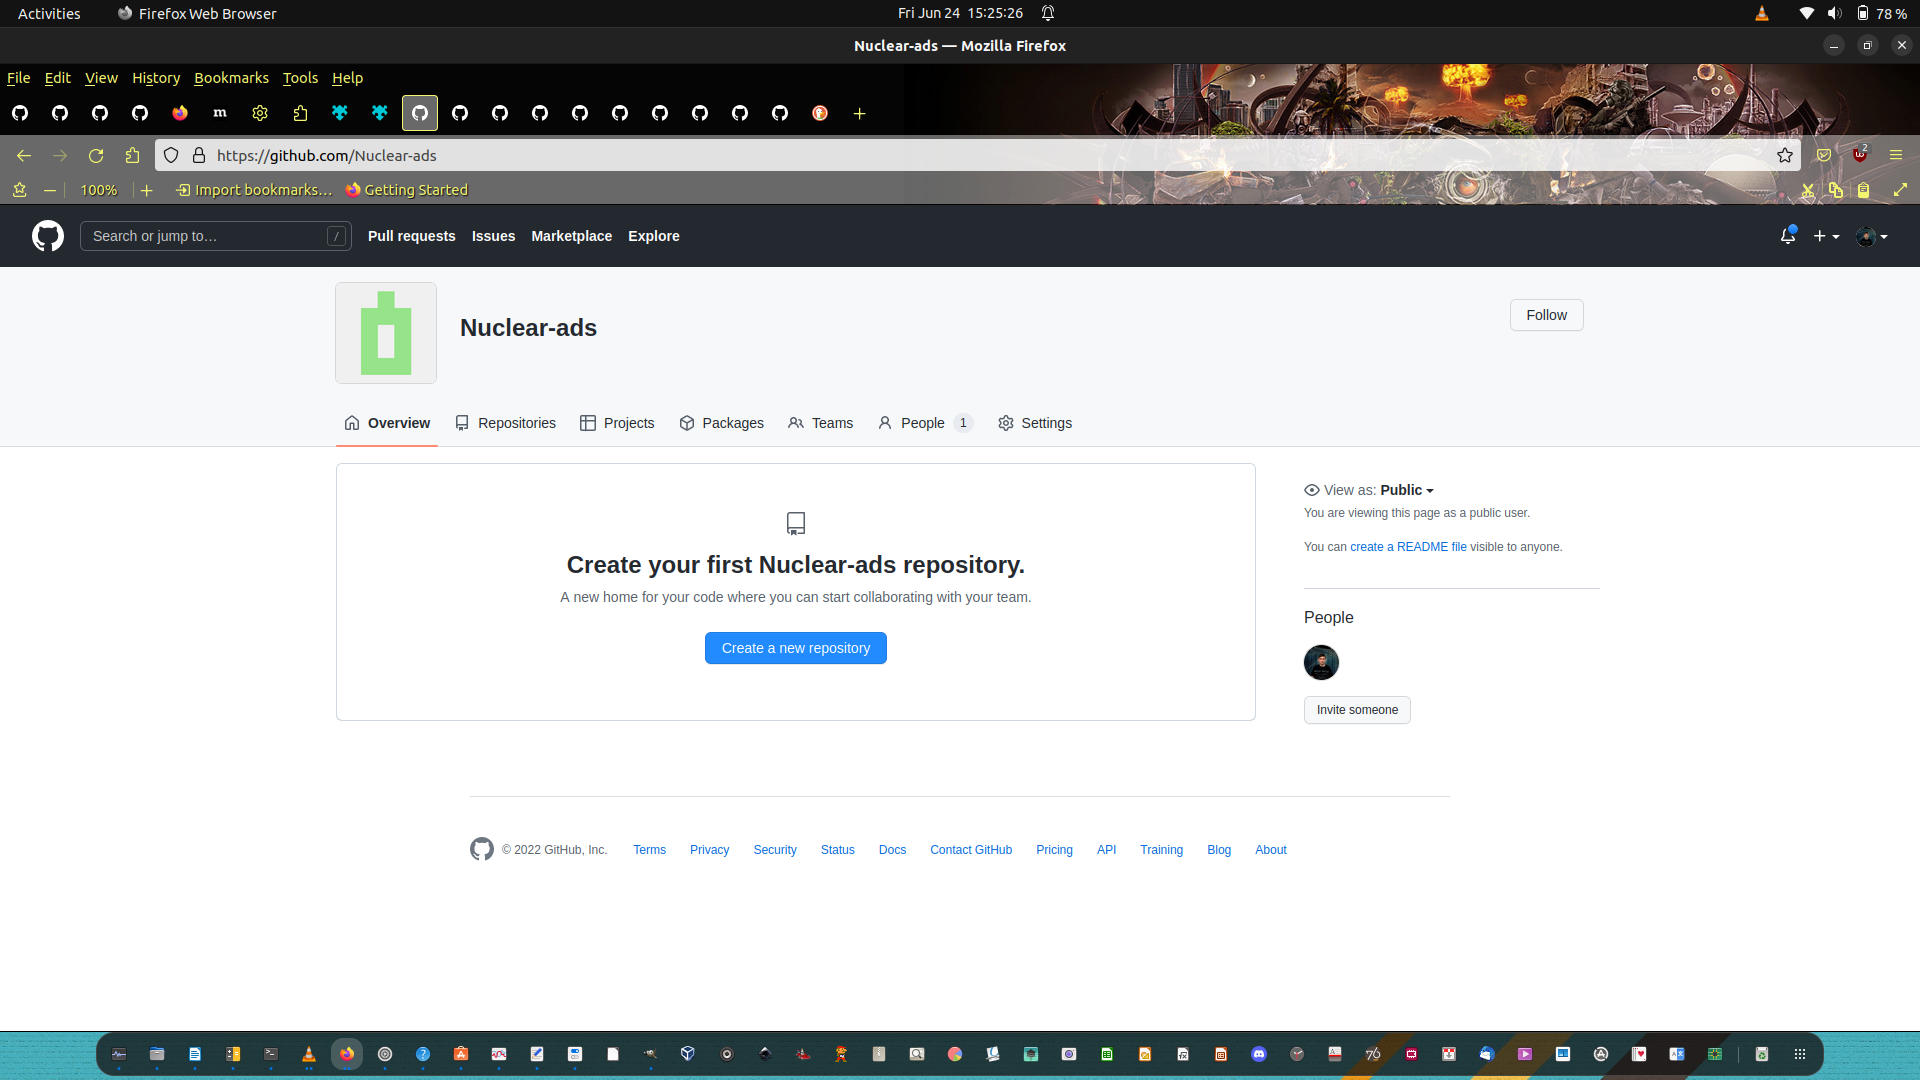 Activities Firefox Web Browser Fri Jun 24 15:25:26 78 %
Nuclear-ads — Mozilla Firefox
File Edit View History Bookmarks Tools Help
m
https://github.com/Nuclear-ads 2
100% Import bookmarks… Getting Started
Search or jump to… / Pull requests Issues Marketplace Explore
Nuclear-ads
Follow
Overview Repositories Projects Packages Teams People 1 Settings
View as: Public
You are viewing this page as a public user.
You can create a README file visible to anyone.
Create your first Nuclear-ads repository.
A new home for your code where you can start collaborating with your team.
Create a new repository
People
Invite someone
© 2022 GitHub, Inc. Terms Privacy Security Status Docs Contact GitHub Pricing API Training Blog About
76